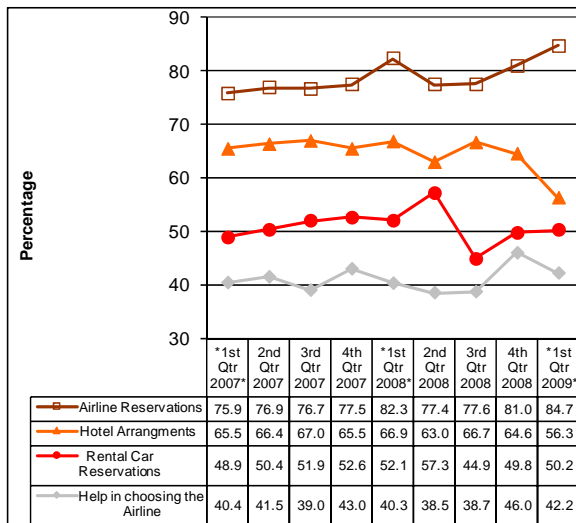 90
80
70
60
50
40
30
Percentage
*1st Qtr 2007* 2nd Qtr 2007 3rd Qtr 2007 4th Qtr 2007 *1st Qtr 2008* 2nd Qtr 2008 3rd Qtr 2008 4th Qtr 2008 *1st Qtr 2009*
Airline Reservations 75.9 76.9 76.7 77.5 82.3 77.4 77.6 81.0 84.7
Hotel Arrangments 65.5 66.4 67.0 65.5 66.9 63.0 66.7 64.6 56.3
Rental Car Reservations 48.9 50.4 51.9 52.6 52.1 57.3 44.9 49.8 50.2
Help in choosing the Airline 40.4 41.5 39.0 43.0 40.3 38.5 38.7 46.0 42.2